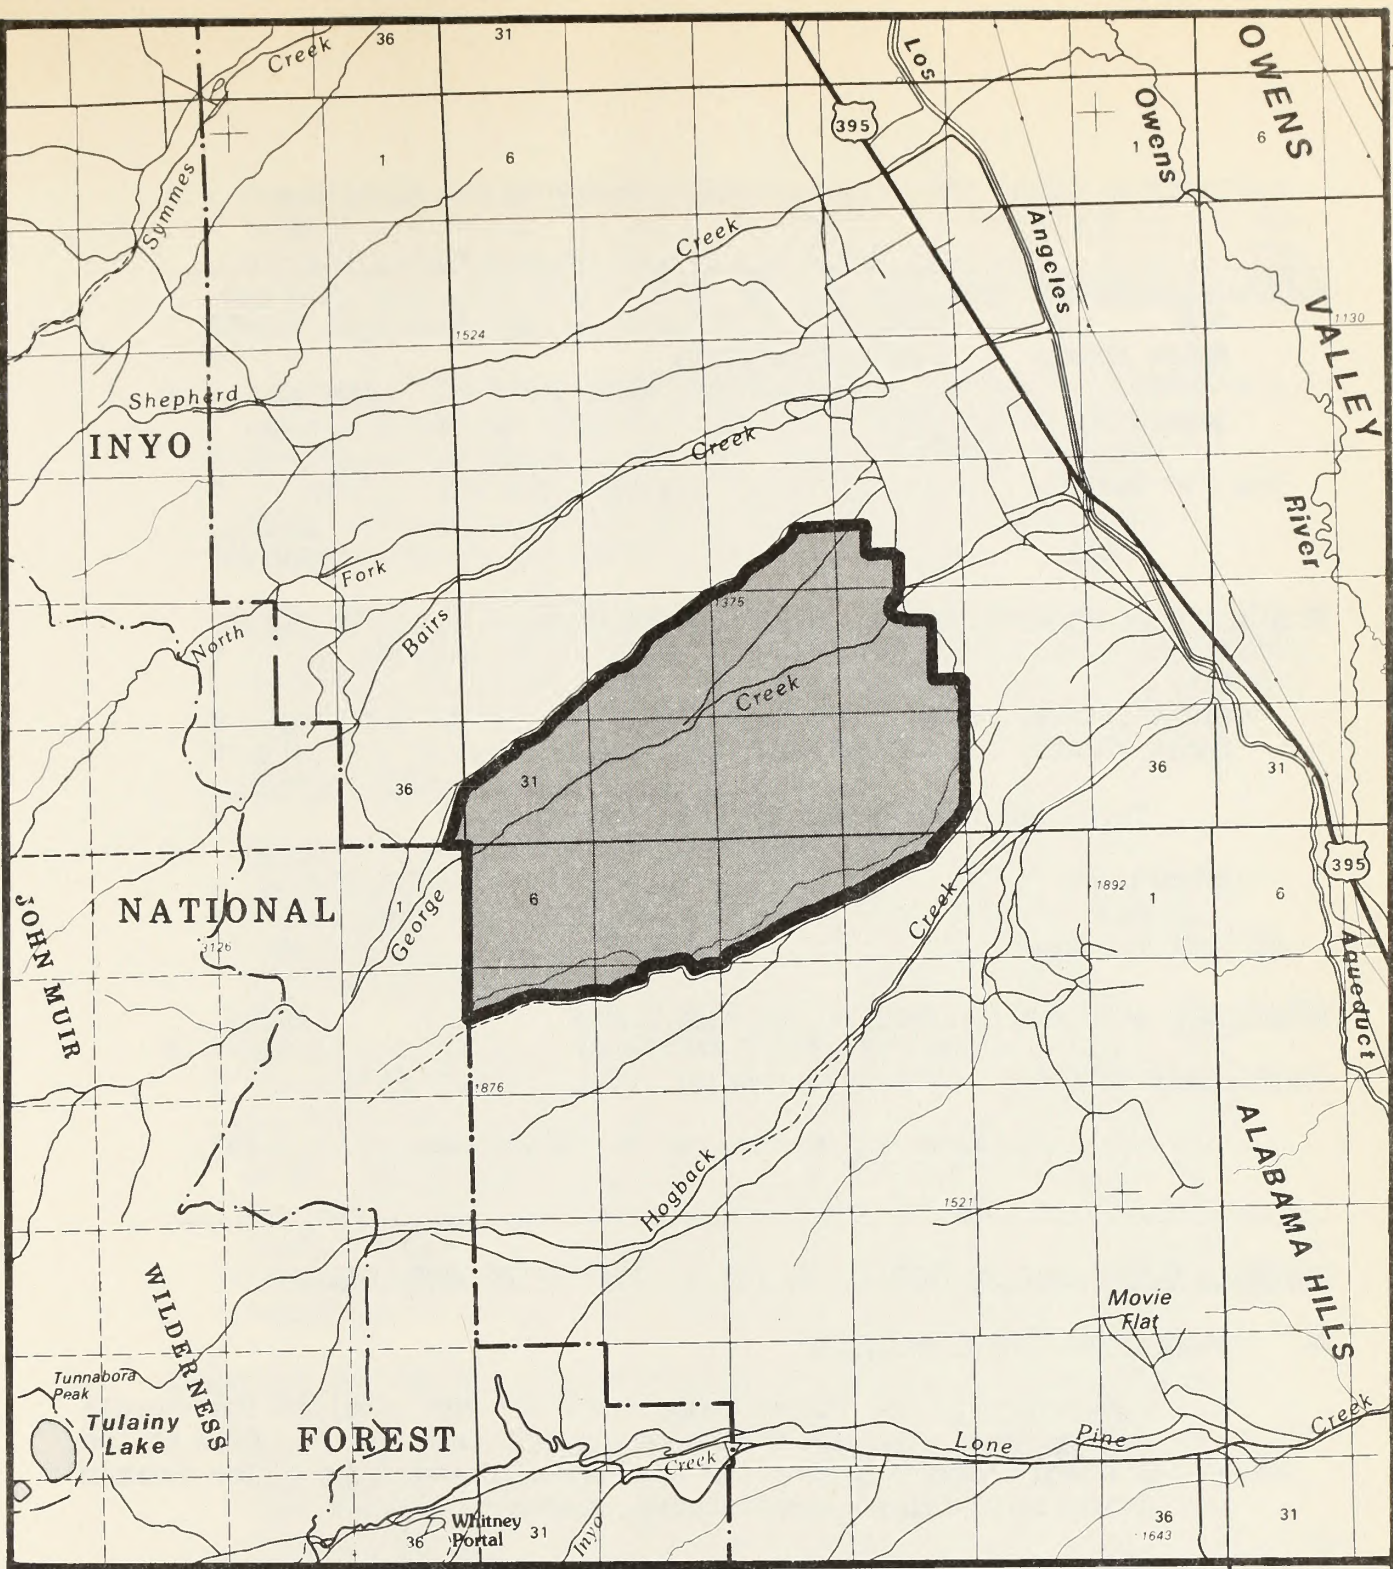 36
31
Creek
Los
OWENS
395
Owens
1
6
1
6
Symmes
Creek
Angeles
VALLEY
1130
1524
Shepherd
INYO
Creek
River
Fork
1375
North
Bairs
Creek
36
31
36
31
395
JOHN MUIR
NATIONAL
1
George
6
Creek
1892
1
6
3126
Aqueduct
1876
Hogback
1521
ALABAMA HILLS
WILDERNESS
Movie
Flat
Tunnabora
Peak
Tulainy
Lake
FOREST
Creek
Lone
Pine
Creek
Whitney
Portal
36
31
Inyo
36
31
1643